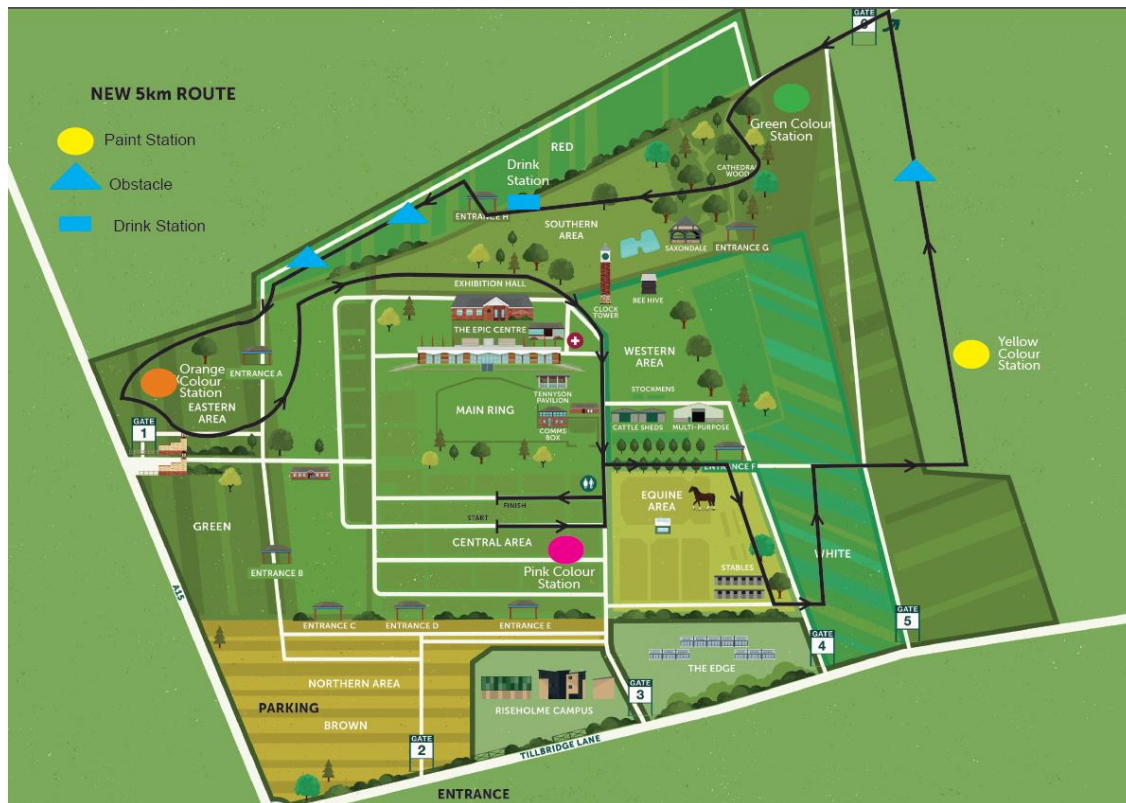 NEW 5km ROUTE
Paint Station
Obstacle
Drink Station
GATE
6
Green Colour
Station
RED
Drink
Station
CATHEDRAL
WOOD
ENTRANCE H
SOUTHERN
AREA
SAXONDALE
ENTRANCE G
EXHIBITION HALL
CLOCK
TOWER
BEE HIVE
THE EPIC CENTRE
WESTERN
AREA
Yellow
Colour
Station
ENTRANCE A
Orange
Colour
Station
EASTERN
AREA
STOCKMENS
TENNYSON
PAVILION
MAIN RING
COMMS
BOX
CATTLE SHEDS
MULTI-PURPOSE
GATE
1
ENTRANCE F
EQUINE
AREA
FINISH
START
GREEN
CENTRAL AREA
WHITE
ENTRANCE B
Pink Colour
Station
STABLES
A15
ENTRANCE C
ENTRANCE D
ENTRANCE E
GATE
5
GATE
4
THE EDGE
NORTHERN AREA
GATE
3
PARKING
BROWN
RISEHOLME CAMPUS
GATE
2
TILLBRIDGE LANE
ENTRANCE